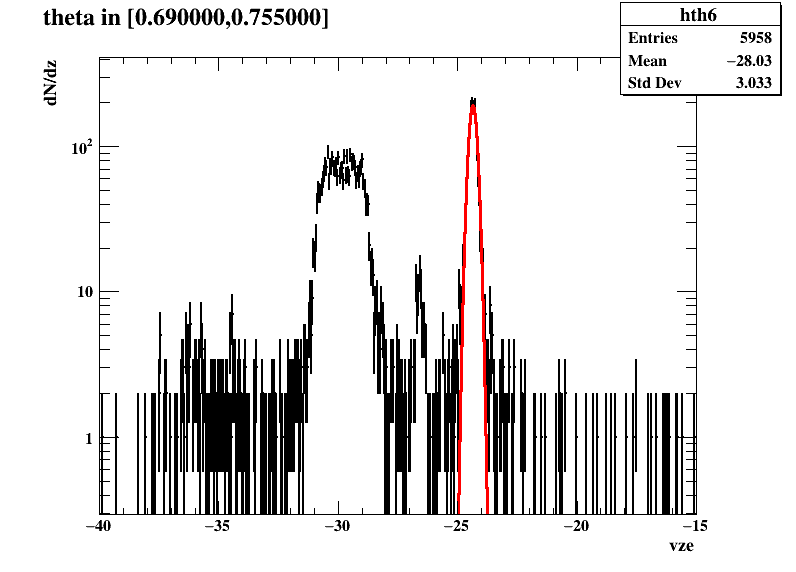 theta in [0.690000,0.755000]
hth6
Entries 5958
Mean −28.03
Std Dev 3.033
dN/dz
10²
10
1
−40 −35 −30 −25 −20 −15
vze